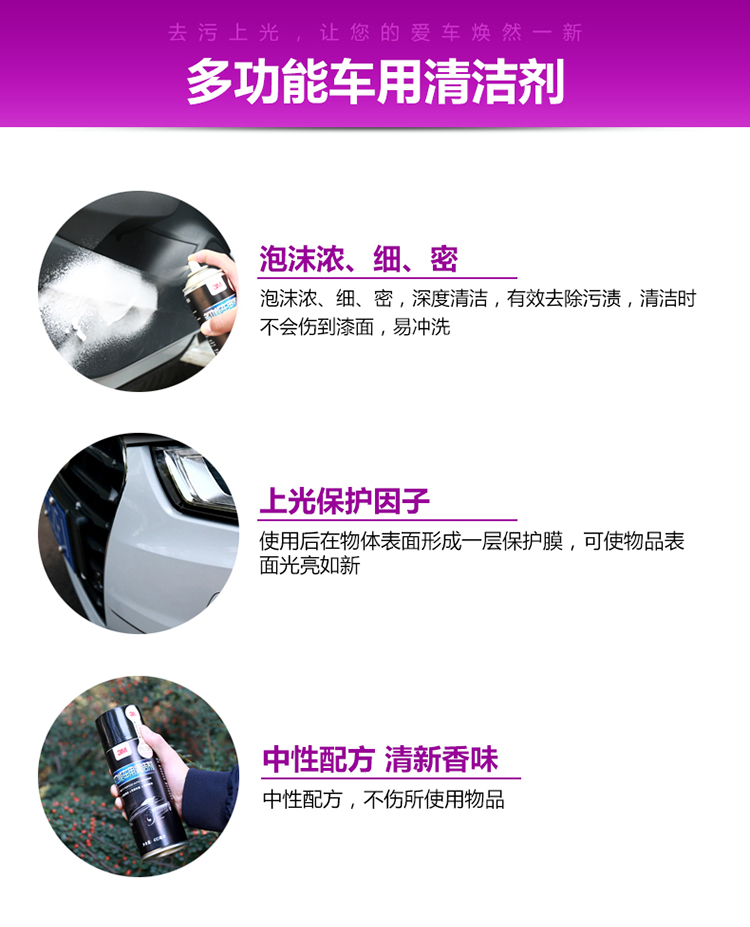 去污上光，让您的爱车焕然一新
多功能车用清洁剂
泡沫浓、细、密
泡沫浓、细、密，深度清洁，有效去除污渍，清洁时
不会伤到漆面，易冲洗
3M
上光保护因子
使用后在物体表面形成一层保护膜，可使物品表
面光亮如新
中性配方 清新香味
中性配方，不伤所使用物品
3M